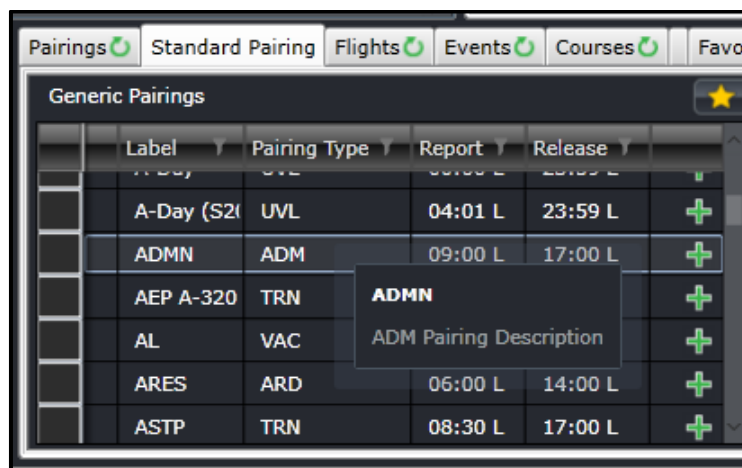 Pairings Standard Pairing Flights Events Courses Favo
Generic Pairings
Label Pairing Type Report Release
A-Day (S20 UVL 04:01 L 23:59 L
ADMN ADM 09:00 L 17:00 L
AEP A-320 TRN
ADMN
AL VAC
ADM Pairing Description
ARES ARD 06:00 L 14:00 L
ASTP TRN 08:30 L 17:00 L